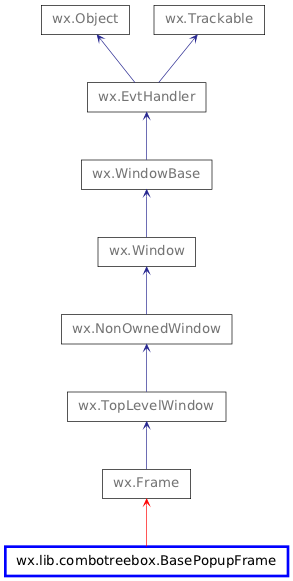 wx.Object
wx.Trackable
wx.EvtHandler
wx.WindowBase
wx.Window
wx.NonOwnedWindow
wx.TopLevelWindow
wx.Frame
wx.lib.combotreebox.BasePopupFrame